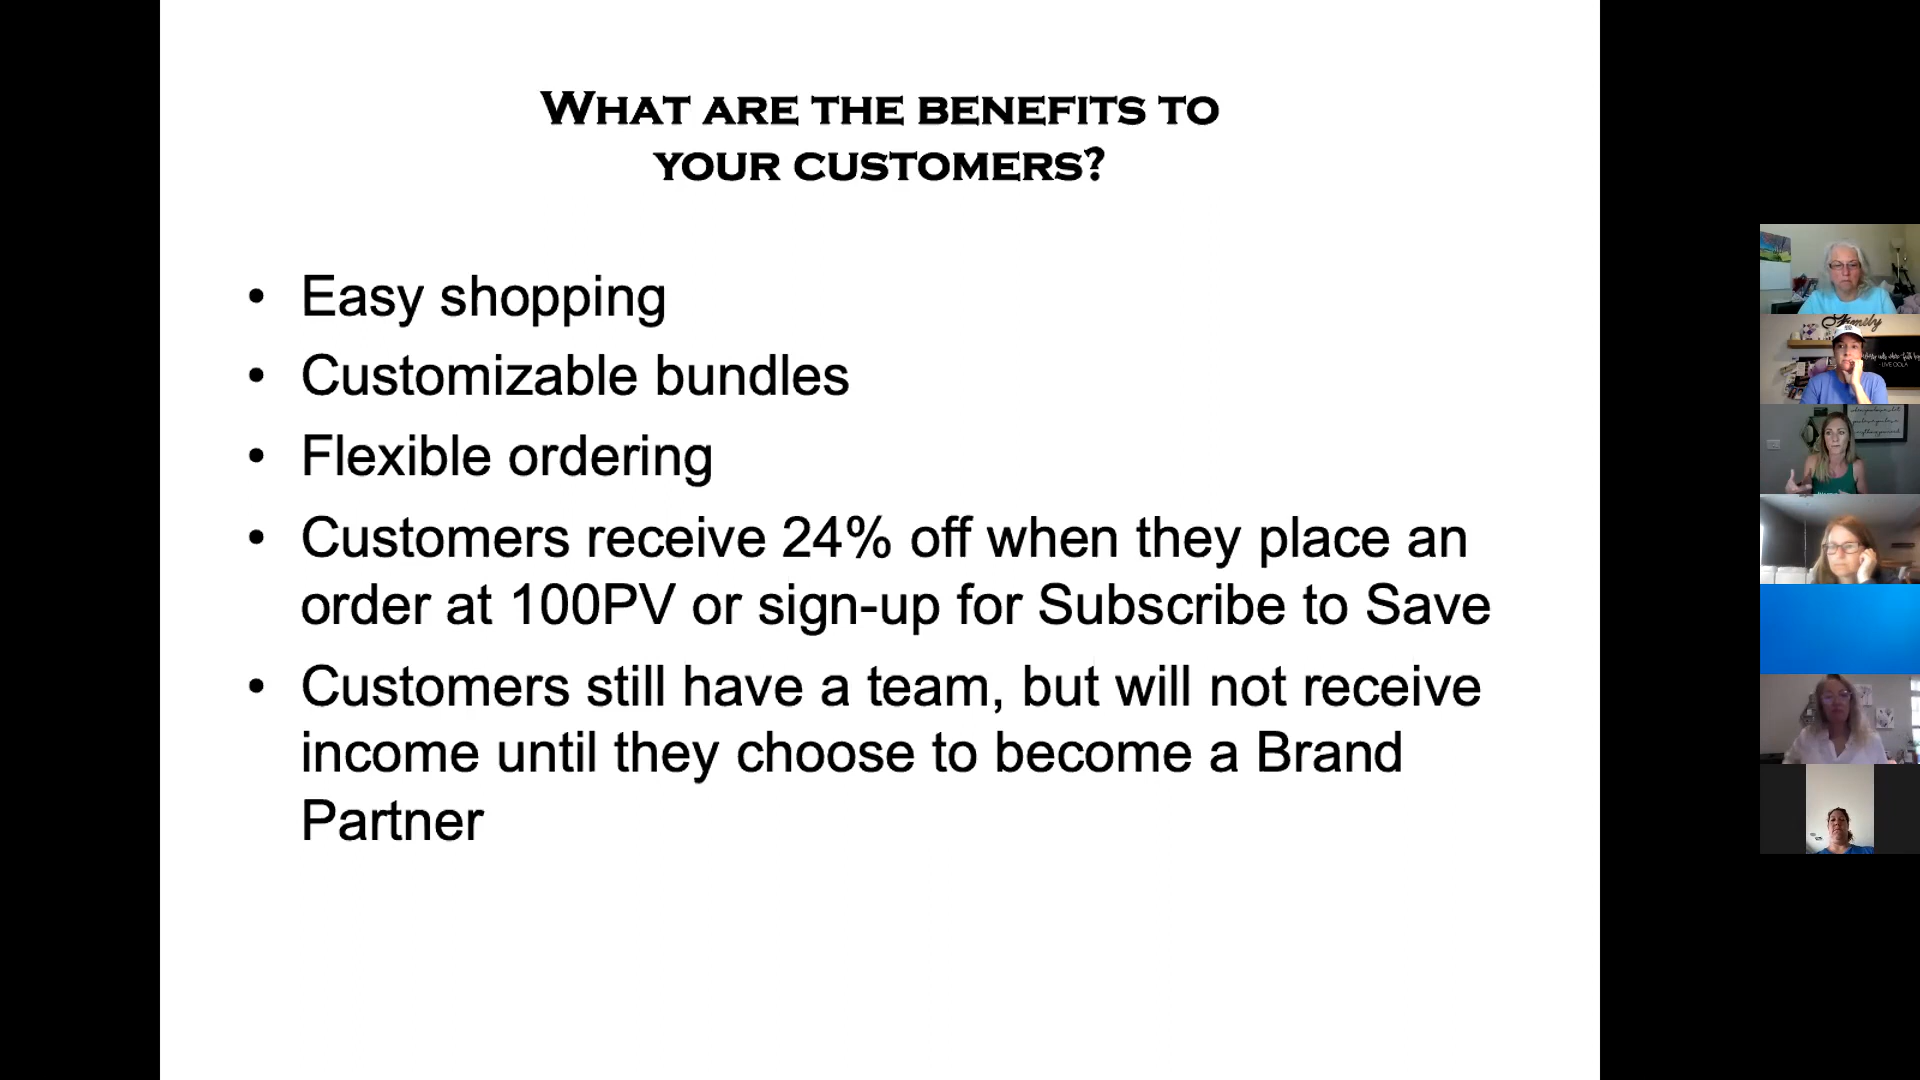 WHAT ARE THE BENEFITS TO
YOUR CUSTOMERS?
• Easy shopping
• Customizable bundles
• Flexible ordering
• Customers receive 24% off when they place an
order at 100PV or sign-up for Subscribe to Save
• Customers still have a team, but will not receive
income until they choose to become a Brand
Partner
Family